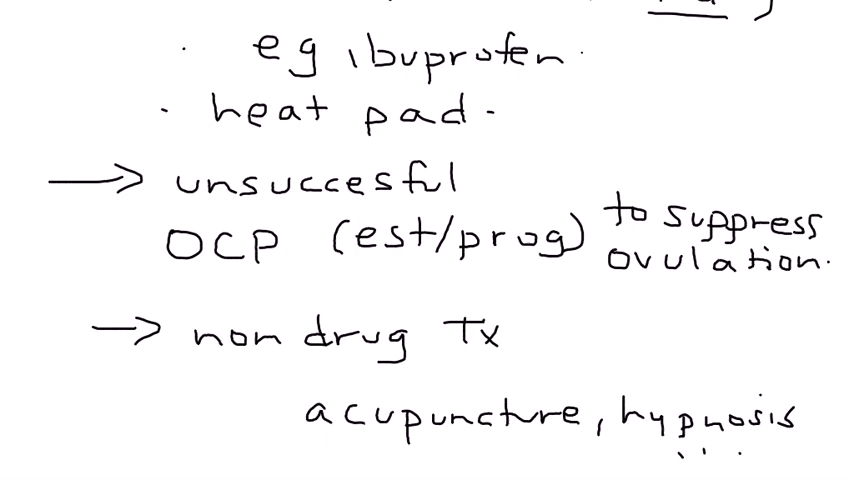 · eg ibuprofen.
· heat pad.
→ unsuccesful
OCP (est/prog) to suppress ovulation.
→ non drug Tx
acupuncture, hypnosis